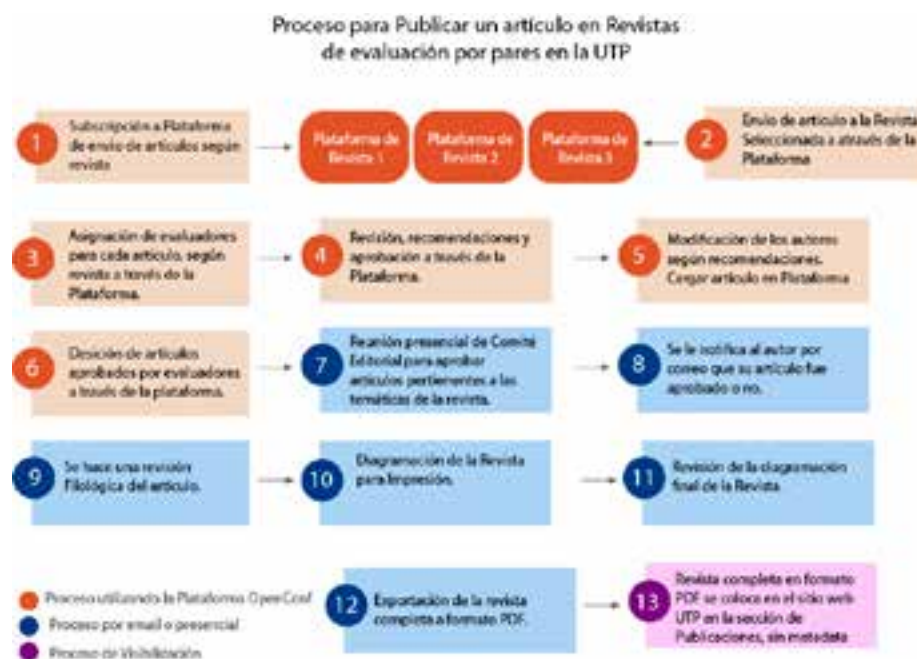 Proceso para Publicar un artículo en Revistas
de evaluación por pares en la UTP
1
Subscripción a Plataforma
de envio de artículos según
revista
Plataforma de
Revista 1
Plataforma de
Revista 2
Plataforma de
Revista 3
2
Envio de artículo a la Revista
Seleccionada a através de la
Plataforma
3
Asignación de evaluadores
para cada artículo, según
revista a través de la
Plataforma.
4
Revisión, recomendaciones y
aprobación a través de la
Plataforma.
5
Modificación de los autores
según recomendaciones.
Cargar artículo en Plataforma
6
Desición de artículos
aprobados por evaluadores
a través de la plataforma.
7
Reunión presencial de Comité
Editorial para aprobar
artículos pertienentes a las
temáticas de la revista.
8
Se le notifica al autor por
correo que su artículo fue
aprobado o no.
9
Se hace una revisión
Filológica del artículo.
10
Diagramación de la Revista
para Impresión.
11
Revisión de la diagramación
final de la Revista
Proceso utilizando la Plataforma OpenConf
Proceso por email o presencial
Proceso de Visibilización
12
Exportación de la revista
completa a formato PDF.
13
Revista completa en formato
PDF se coloca en el sitio web
UTP en la sección de
Publicaciones, sin metadata